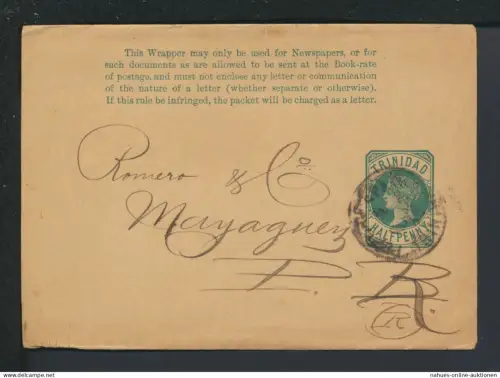 This Wrapper may only be used for Newspapers, or for
such documents as are allowed to be sent at the Book-rate
of postage, and must not enclose any letter or communication
of the nature of a letter (whether separate or otherwise).
If this rule be infringed, the packet will be charged as a letter.
TRINIDAD
HALFPENNY
Romero & Co
Mayaguez
P. R.
R
www.nahues-online-auktionen.com